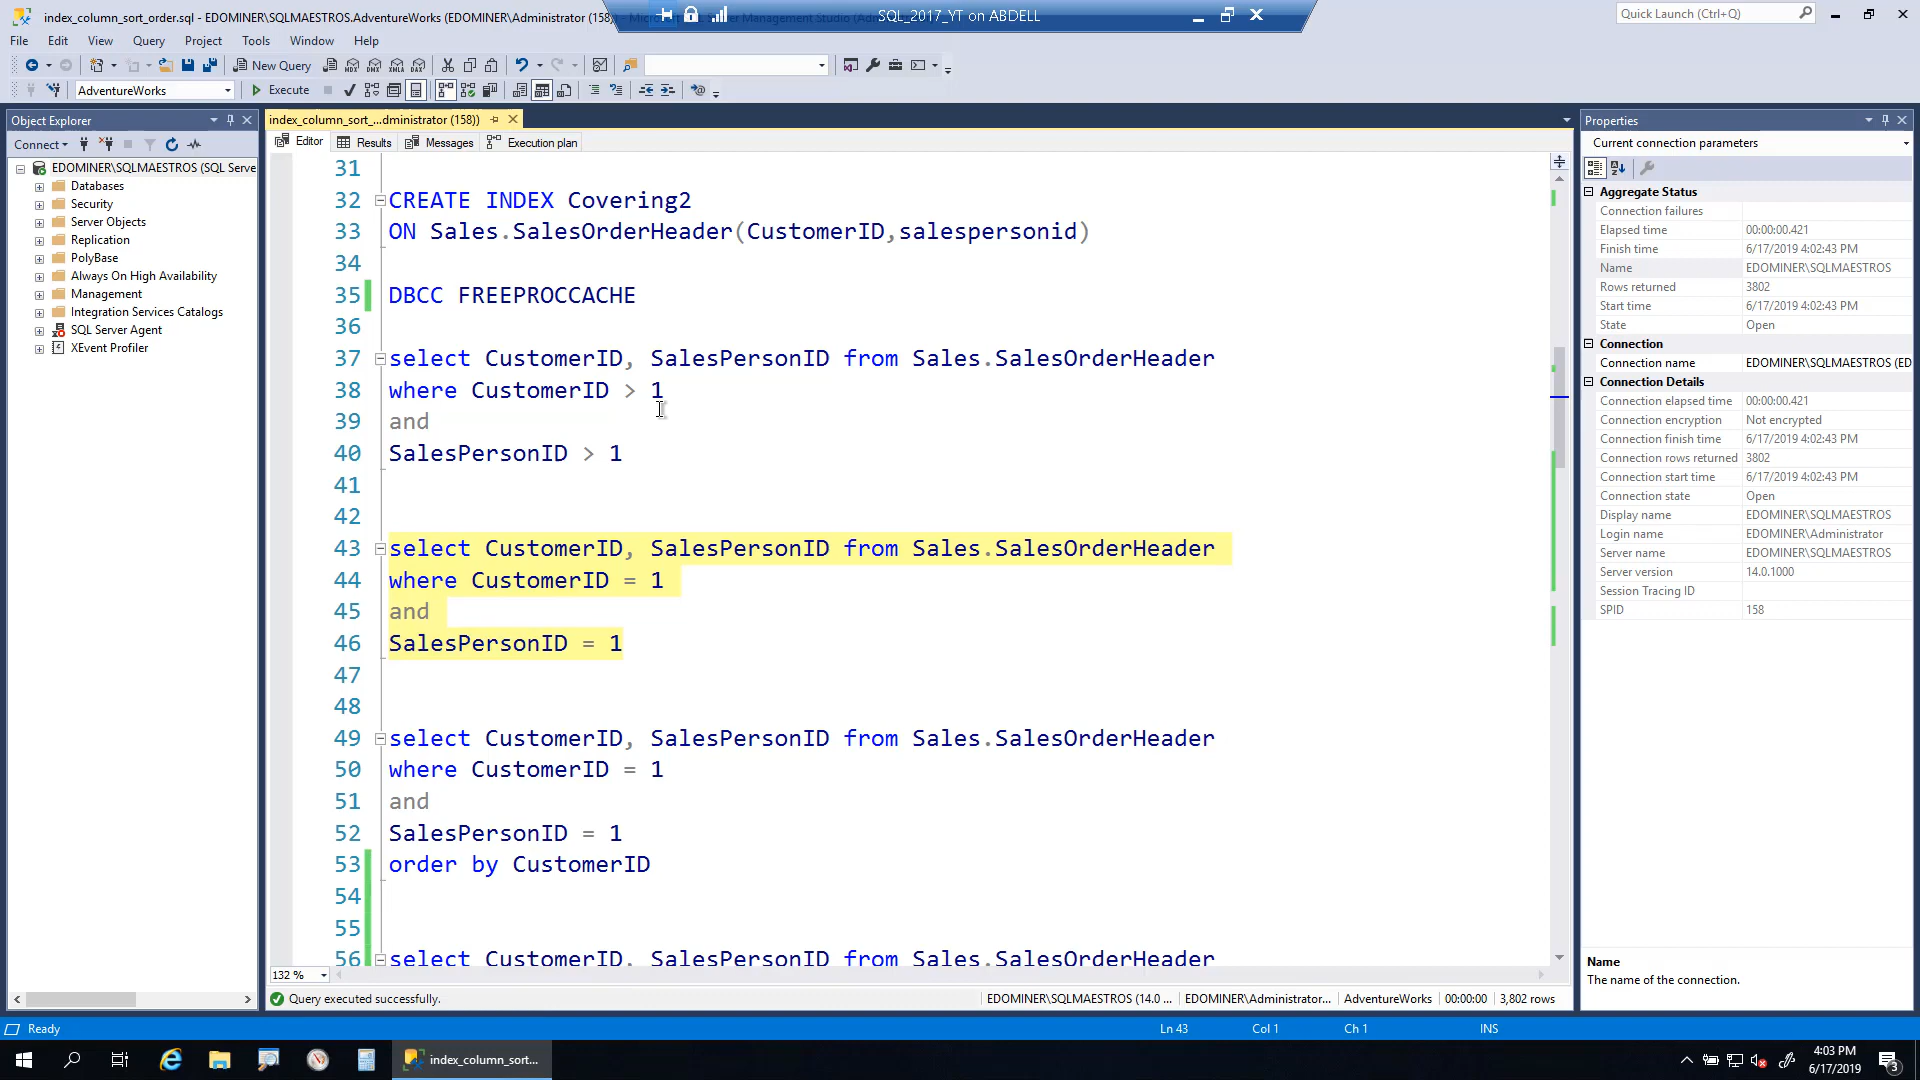 index_column_sort_order.sql - EDOMINER\SQLMAESTROS.AdventureWorks (EDOMINER\Administrator (158))
SQL_2017_YT on ABDELL
Quick Launch (Ctrl+Q)
File Edit View Query Project Tools Window Help
New Query
AdventureWorks
Execute
Object Explorer
Connect
EDOMINER\SQLMAESTROS (SQL Serve
Databases
Security
Server Objects
Replication
PolyBase
Always On High Availability
Management
Integration Services Catalogs
SQL Server Agent
XEvent Profiler
index_column_sort_...dministrator (158))
Editor Results Messages Execution plan
31
32 CREATE INDEX Covering2
33 ON Sales.SalesOrderHeader(CustomerID,salespersonid)
34
35 DBCC FREEPROCCACHE
36
37 select CustomerID, SalesPersonID from Sales.SalesOrderHeader
38 where CustomerID > 1
39 and
40 SalesPersonID > 1
41
42
43 select CustomerID, SalesPersonID from Sales.SalesOrderHeader
44 where CustomerID = 1
45 and
46 SalesPersonID = 1
47
48
49 select CustomerID, SalesPersonID from Sales.SalesOrderHeader
50 where CustomerID = 1
51 and
52 SalesPersonID = 1
53 order by CustomerID
54
55
56 select CustomerID, SalesPersonID from Sales.SalesOrderHeader
132 %
Query executed successfully.
EDOMINER\SQLMAESTROS (14.0 ... EDOMINER\Administrator... AdventureWorks 00:00:00 3,802 rows
Properties
Current connection parameters
Aggregate Status
Connection failures
Elapsed time 00:00:00.421
Finish time 6/17/2019 4:02:43 PM
Name EDOMINER\SQLMAESTROS
Rows returned 3802
Start time 6/17/2019 4:02:43 PM
State Open
Connection
Connection name EDOMINER\SQLMAESTROS (ED
Connection Details
Connection elapsed time 00:00:00.421
Connection encryption Not encrypted
Connection finish time 6/17/2019 4:02:43 PM
Connection rows returned 3802
Connection start time 6/17/2019 4:02:43 PM
Connection state Open
Display name EDOMINER\SQLMAESTROS
Login name EDOMINER\Administrator
Server name EDOMINER\SQLMAESTROS
Server version 14.0.1000
Session Tracing ID
SPID 158
Name
The name of the connection.
Ready Ln 43 Col 1 Ch 1 INS
index_column_sort...
4:03 PM
6/17/2019
3